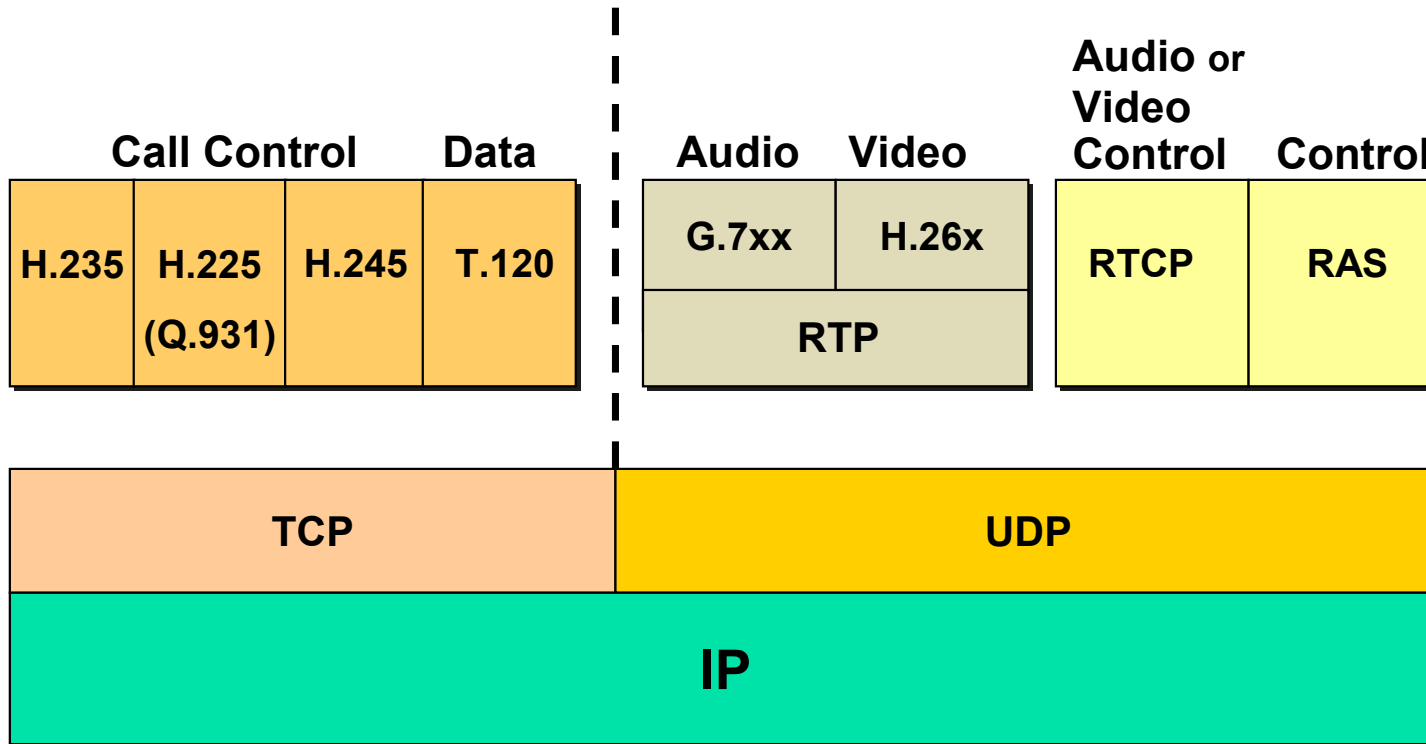 Audio or
Video
Call Control Data Audio Video Control Control
H.235 H.225 H.245 T.120 G.7xx H.26x RTCP RAS
(Q.931) RTP
TCP UDP
IP